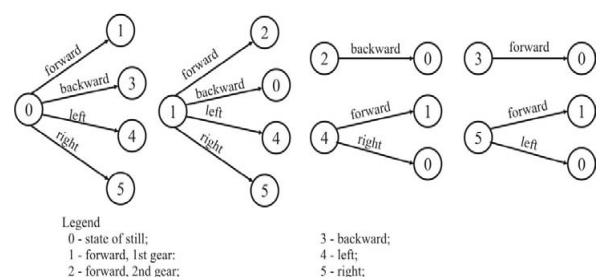 forward
1
backward
3
0
left
4
right
5
forward
2
backward
0
1
left
4
right
5
2 backward 0
3 forward 0
forward
1
4
right
0
forward
1
5
left
0
Legend
0 - state of still;
1 - forward, 1st gear:
2 - forward, 2nd gear;
3 - backward;
4 - left;
5 - right;